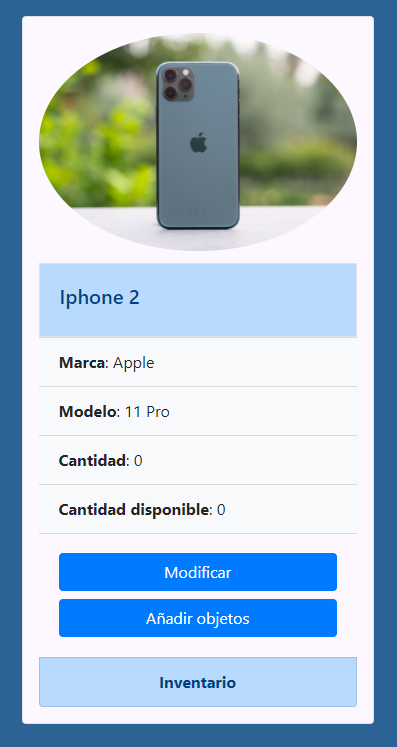 Iphone 2
Marca: Apple
Modelo: 11 Pro
Cantidad: 0
Cantidad disponible: 0
Modificar
Añadir objetos
Inventario